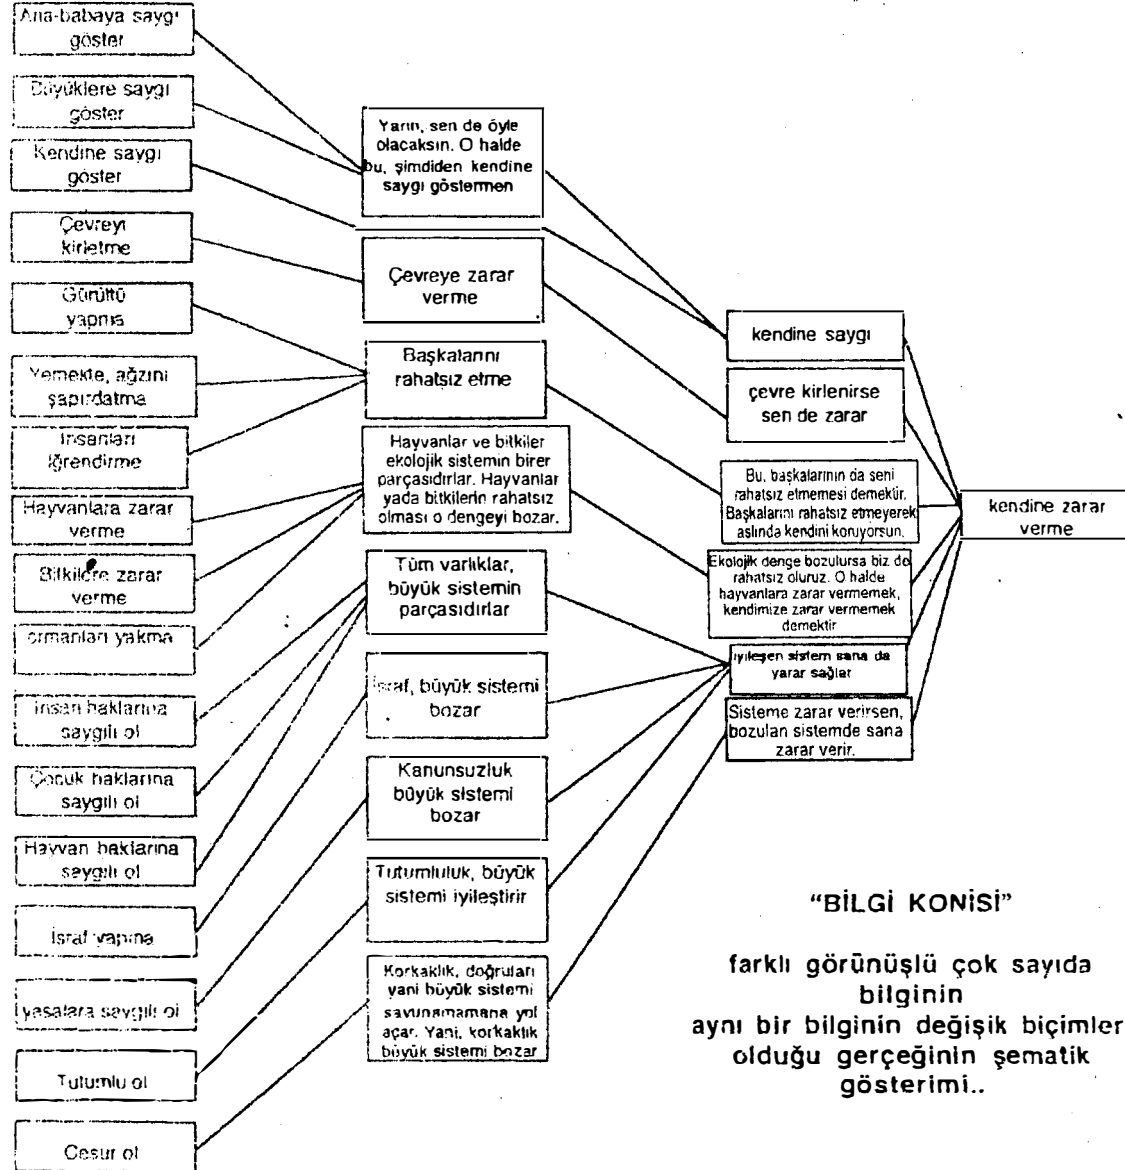 Ana-babaya saygı
göster
Büyüklere saygı
göster
Kendine saygı
göster
Çevreyi
kirletme
Gürültü
yapma
Yemekte, ağzını
şapırdatma
İnsanları
iğrendirme
Hayvanlara zarar
verme
Bitkilere zarar
verme
ormanları yakma
İnsan haklarına
saygılı ol
Çocuk haklarına
saygılı ol
Hayvan haklarına
saygılı ol
İsraf yapma
yasalara saygılı ol
Tutumlu ol
Cesur ol
Yarın, sen de öyle
olacaksın. O halde
bu, şimdiden kendine
saygı göstermen
Çevreye zarar
verme
Başkalarını
rahatsız etme
Hayvanlar ve bitkiler
ekolojik sistemin birer
parçasıdırlar. Hayvanlar
yada bitkilerin rahatsız
olması o dengeyi bozar.
Tüm varlıklar,
büyük sistemin
parçasıdırlar
İsraf, büyük sistemi
bozar
Kanunsuzluk
büyük sistemi
bozar
Tutumluluk, büyük
sistemi iyileştirir
Korkaklık, doğruları
yani büyük sistemi
savunamamana yol
açar. Yani, korkaklık
büyük sistemi bozar
kendine saygı
çevre kirlenirse
sen de zarar
Bu, başkalarının da seni
rahatsız etmemesi demektir.
Başkalarını rahatsız etmeyerek
aslında kendini koruyorsun.
Ekolojik denge bozulursa biz de
rahatsız oluruz. O halde
hayvanlara zarar vermemek,
kendimize zarar vermemek
demektir
iyileşen sistem sana da
yarar sağlar
Sisteme zarar verirsen,
bozulan sistemde sana
zarar verir.
kendine zarar
verme
“BİLGİ KONİSİ”
farklı görünüşlü çok sayıda
bilginin
aynı bir bilginin değişik biçimler
olduğu gerçeğinin şematik
gösterimi..